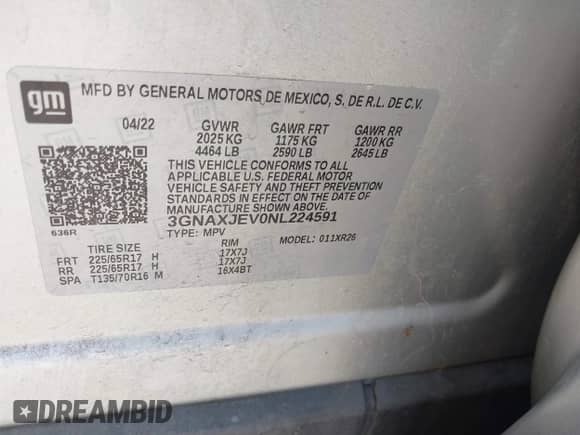 gm
MFD BY GENERAL MOTORS DE MEXICO, S. DE R.L. DE C.V.
04/22 GVWR GAWR FRT GAWR RR
2025 KG 1175 KG 1200 KG
4464 LB 2590 LB 2645 LB
THIS VEHICLE CONFORMS TO ALL
APPLICABLE U.S. FEDERAL MOTOR
VEHICLE SAFETY AND THEFT PREVENTION
STANDARDS IN EFFECT ON THE DATE OF
MANUFACTURE SHOWN ABOVE.
3GNAXJEV0NL224591
636R TYPE: MPV MODEL: 011XR26
TIRE SIZE RIM
FRT 225/65R17 H 17X7J
RR 225/65R17 H 17X7J
SPA T135/70R16 M 16X4BT
DREAMBID